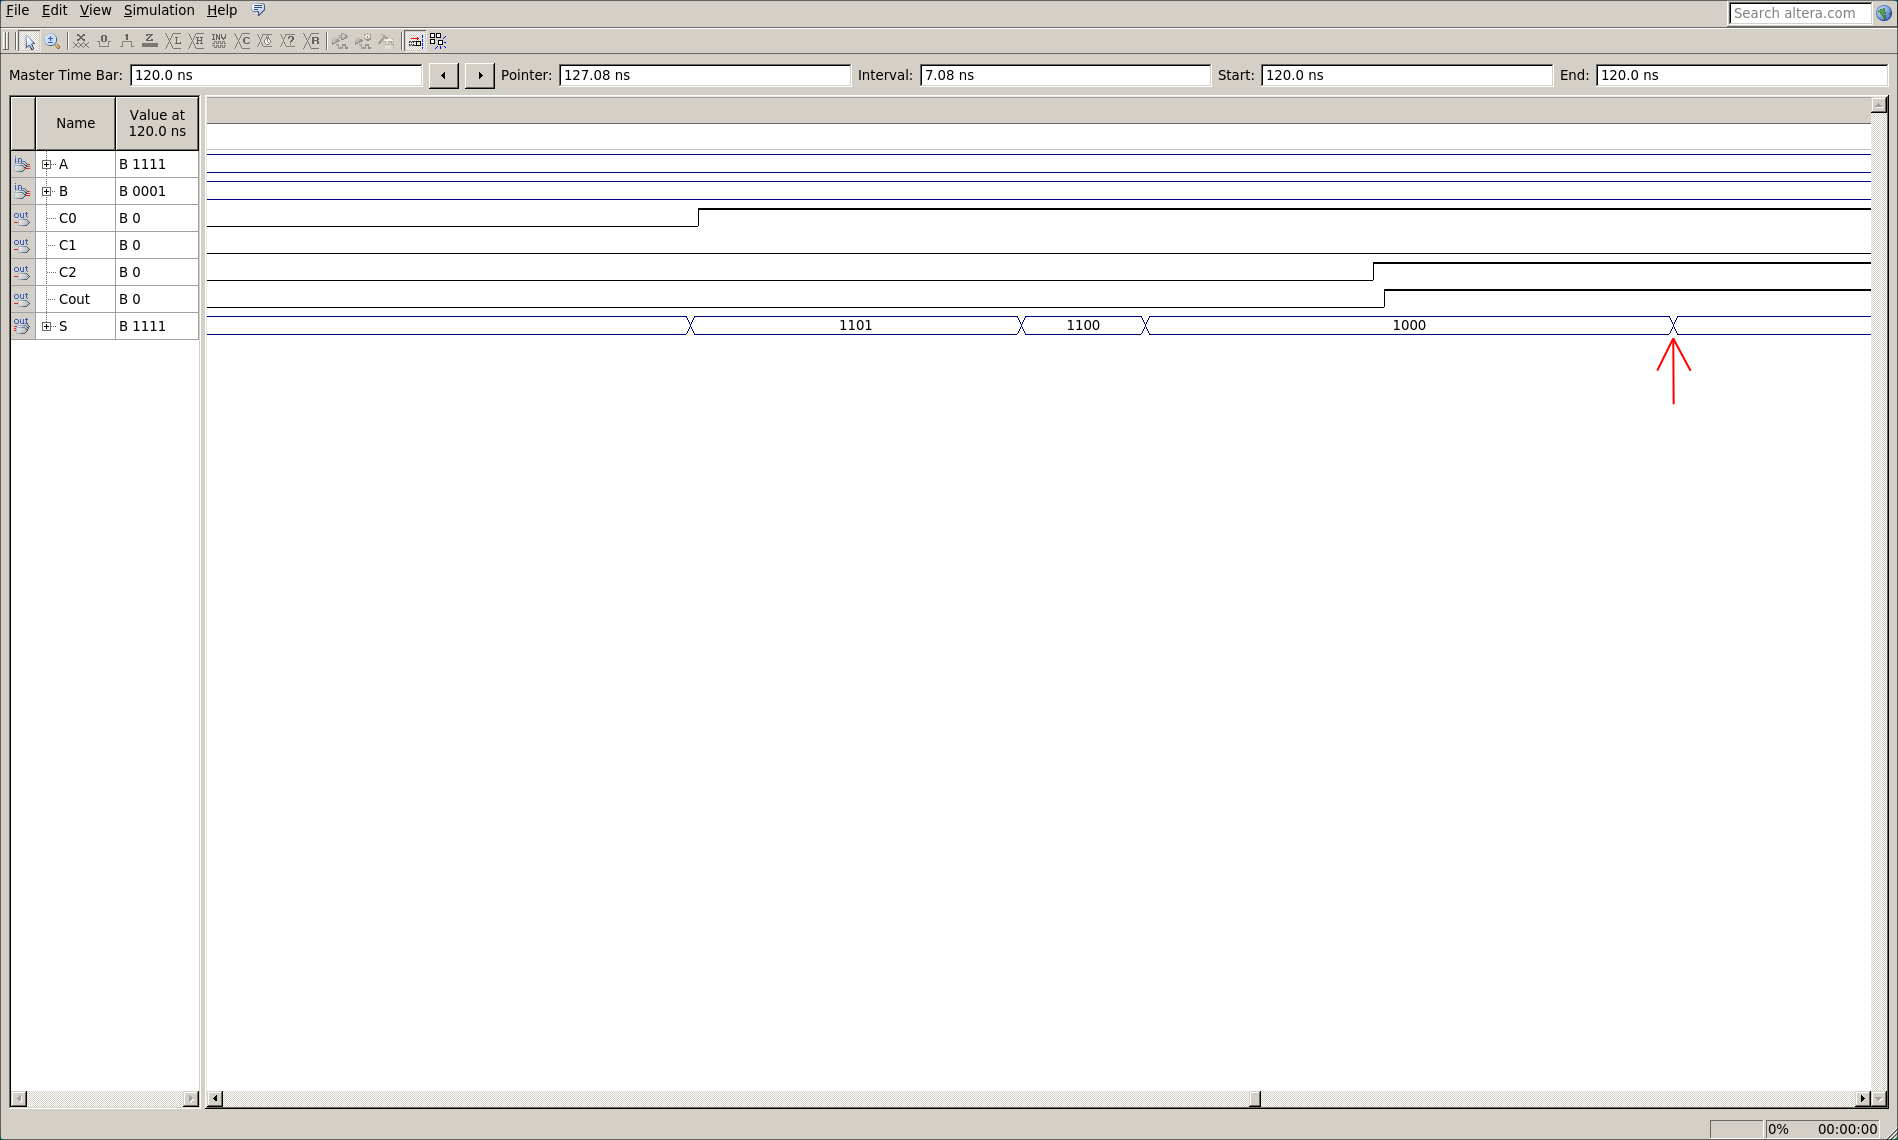 File Edit View Simulation Help
Search altera.com
Master Time Bar: 120.0 ns Pointer: 127.08 ns Interval: 7.08 ns Start: 120.0 ns End: 120.0 ns
Name Value at 120.0 ns
A B 1111
B B 0001
C0 B 0
C1 B 0
C2 B 0
Cout B 0
S B 1111 1101 1100 1000
0% 00:00:00